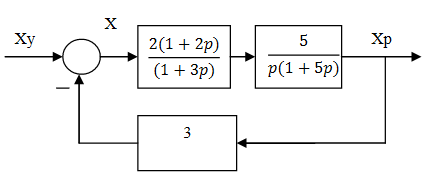 Xy
X
2(1 + 2p)
(1 + 3p)
5
p(1 + 5p)
Xp
—
3